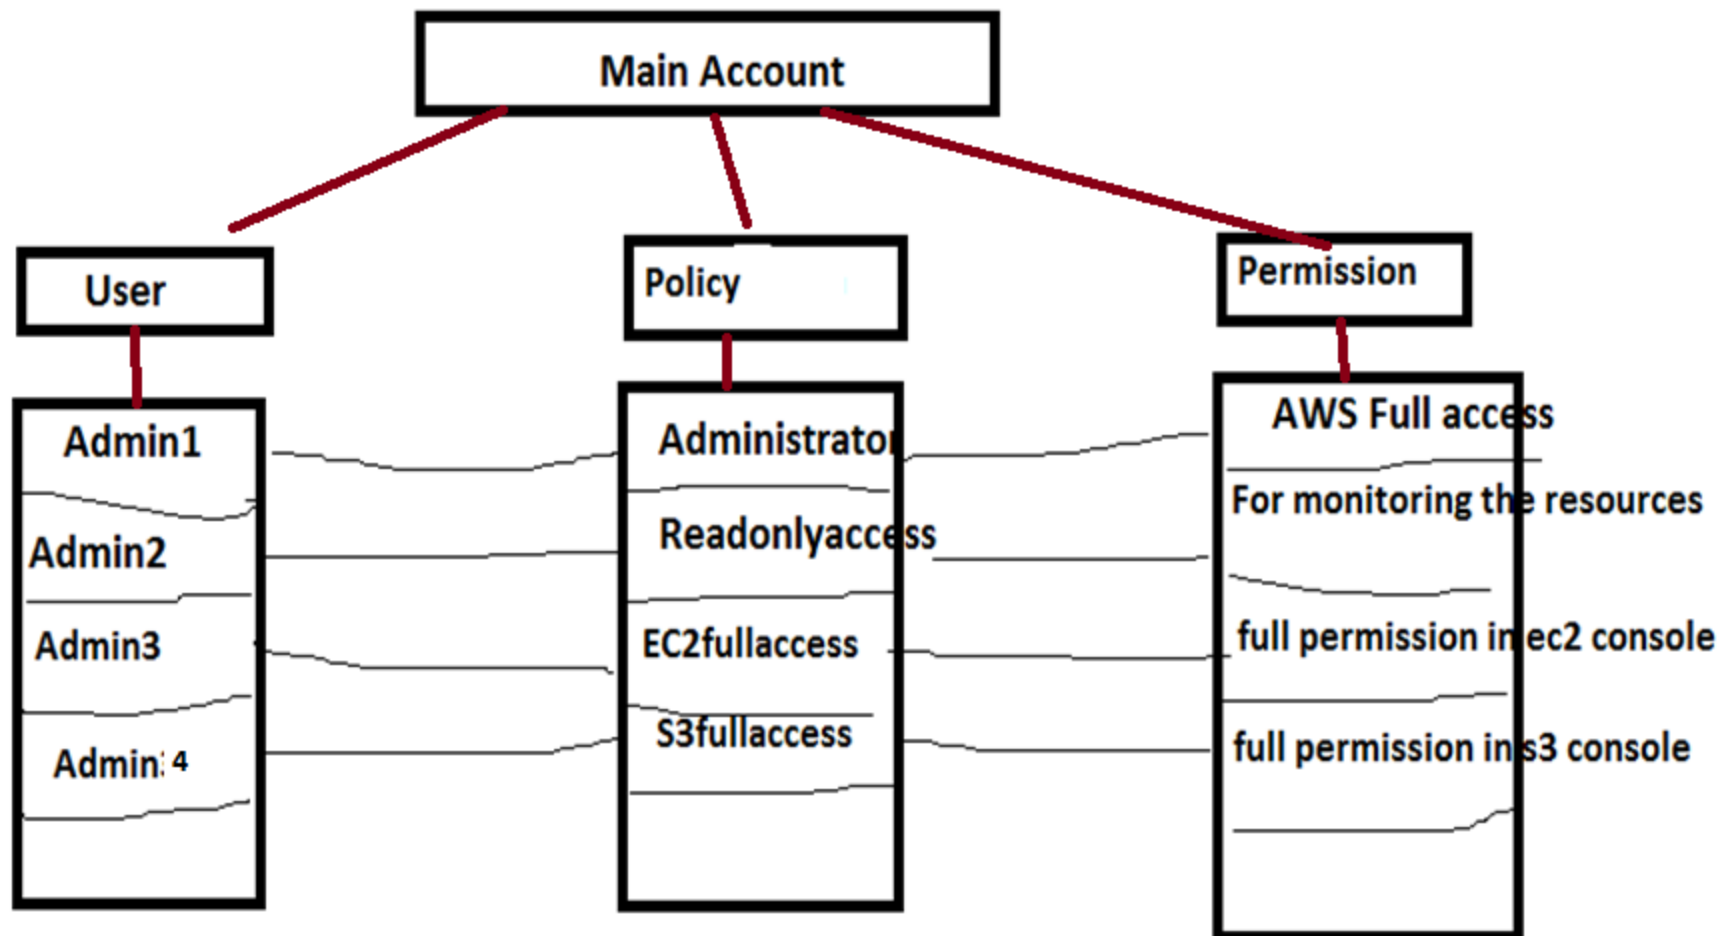 Main Account
User
Policy
Permission
Admin1
Administrator
AWS Full access
Admin2
Readonlyaccess
For monitoring the resources
Admin3
EC2fullaccess
full permission in ec2 console
Admin 4
S3fullaccess
full permission in s3 console